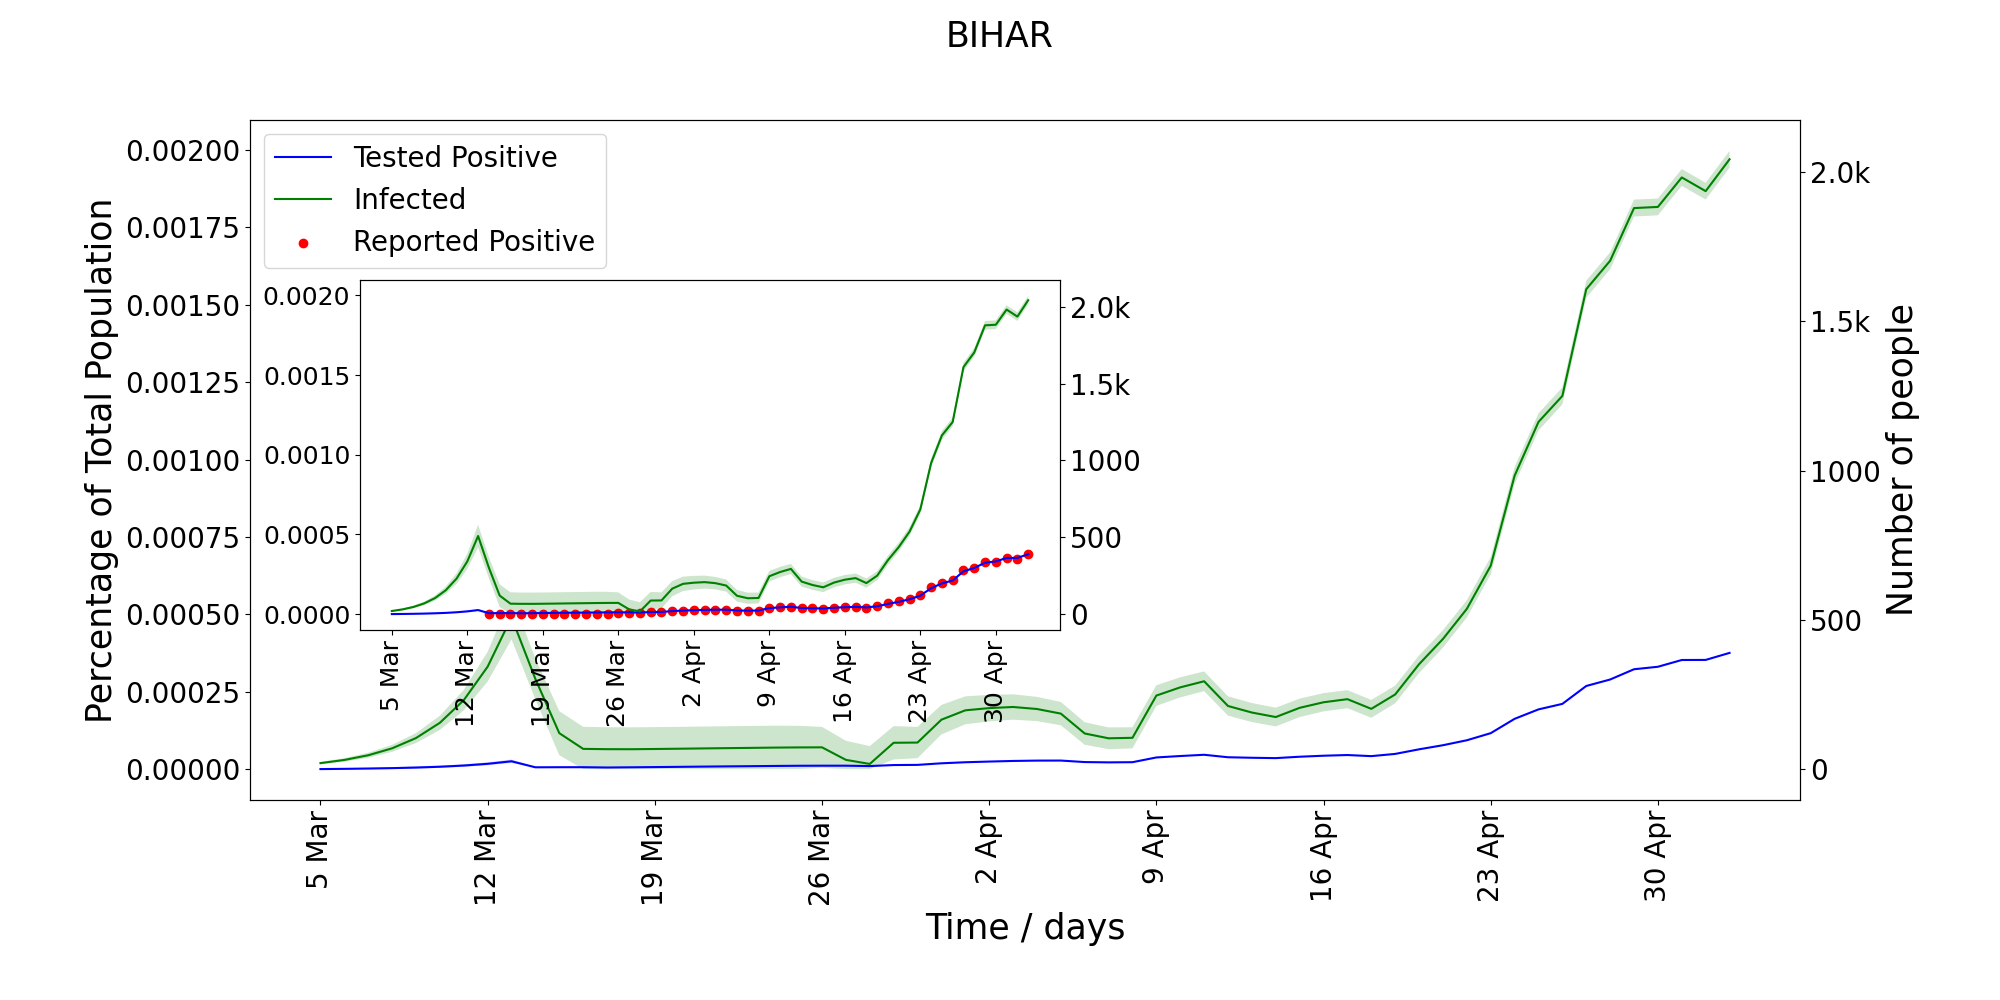 BIHAR
Tested Positive
Infected
Reported Positive
Percentage of Total Population
0.00200
0.00175
0.00150
0.00125
0.00100
0.00075
0.00050
0.00025
0.00000
0.0020
0.0015
0.0010
0.0005
0.0000
2.0k
1.5k
1000
500
0
5 Mar
12 Mar
19 Mar
26 Mar
2 Apr
9 Apr
16 Apr
23 Apr
30 Apr
2.0k
1.5k
1000
500
0
Number of people
5 Mar
12 Mar
19 Mar
26 Mar
2 Apr
9 Apr
16 Apr
23 Apr
30 Apr
Time / days